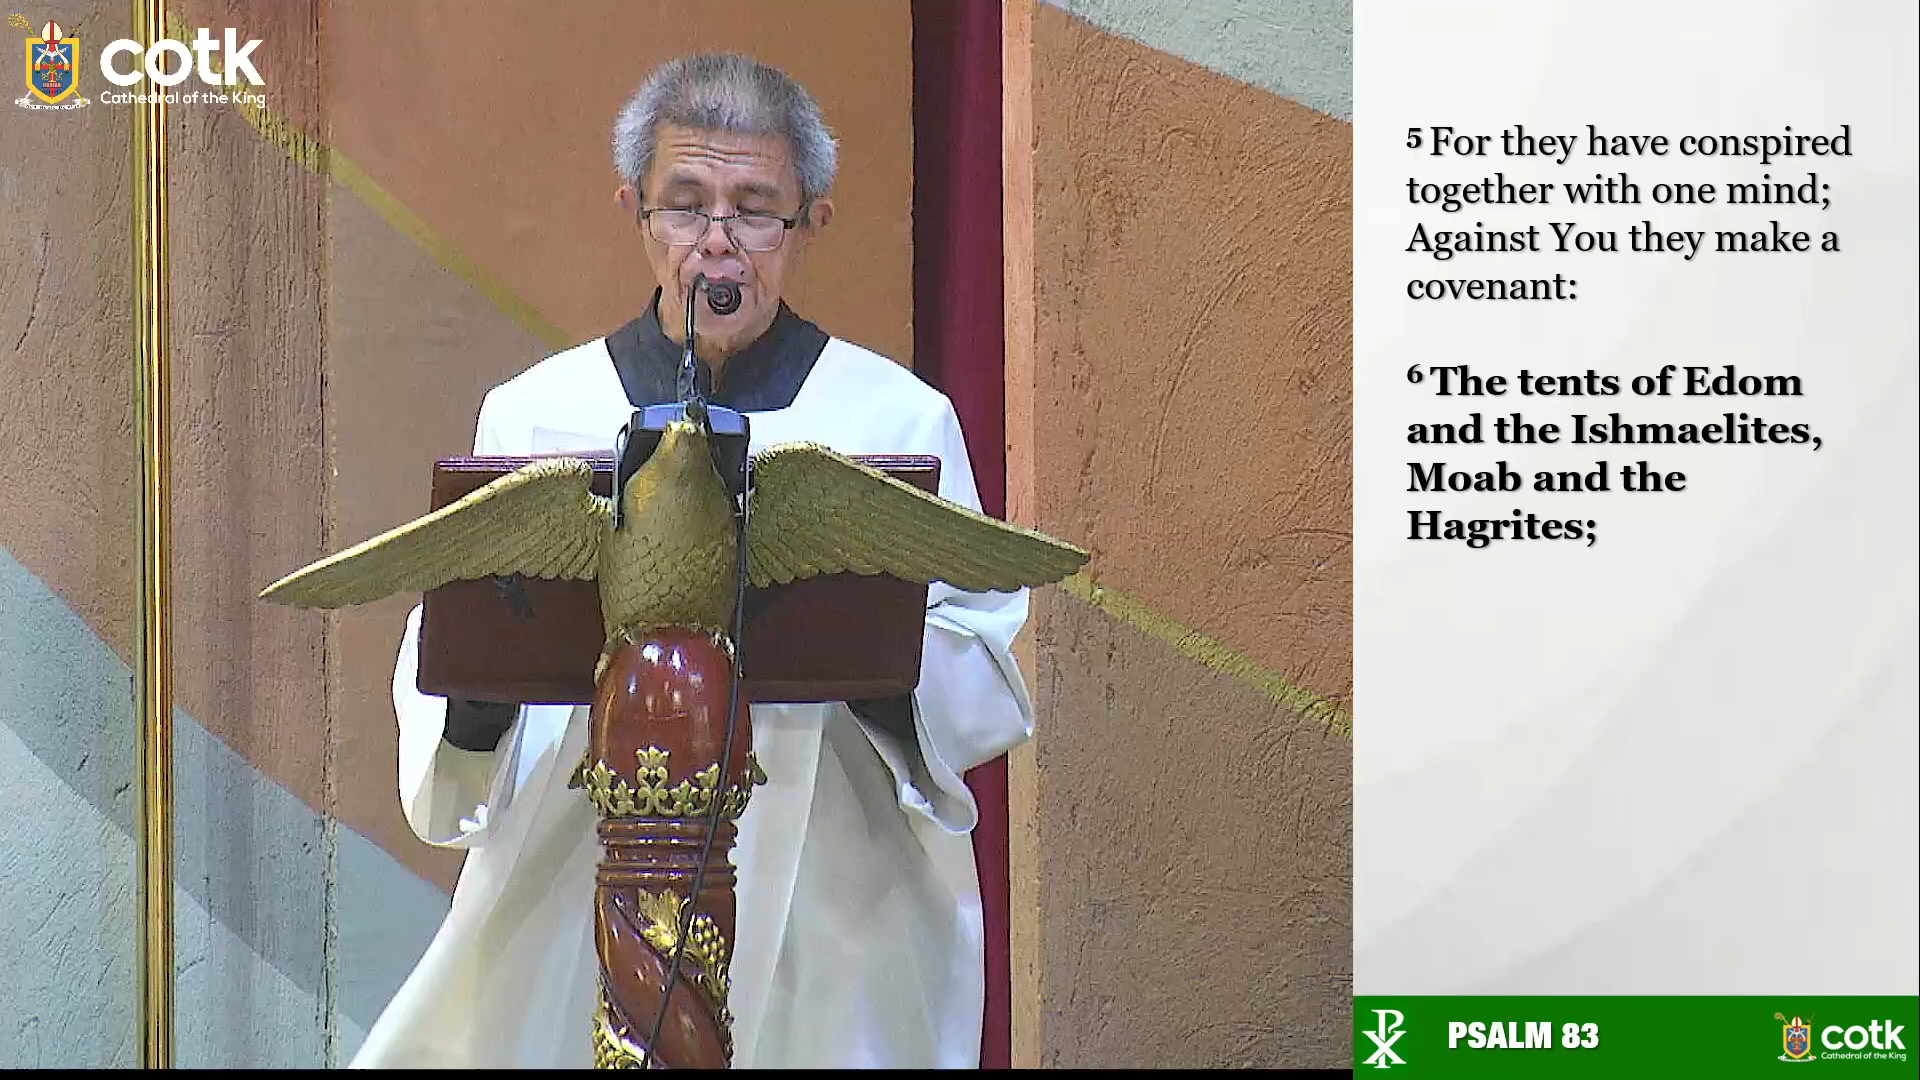 cotk
Cathedral of the King
5 For they have conspired
together with one mind;
Against You they make a
covenant:
6 The tents of Edom
and the Ishmaelites,
Moab and the
Hagrites;
PSALM 83
cotk
Cathedral of the King